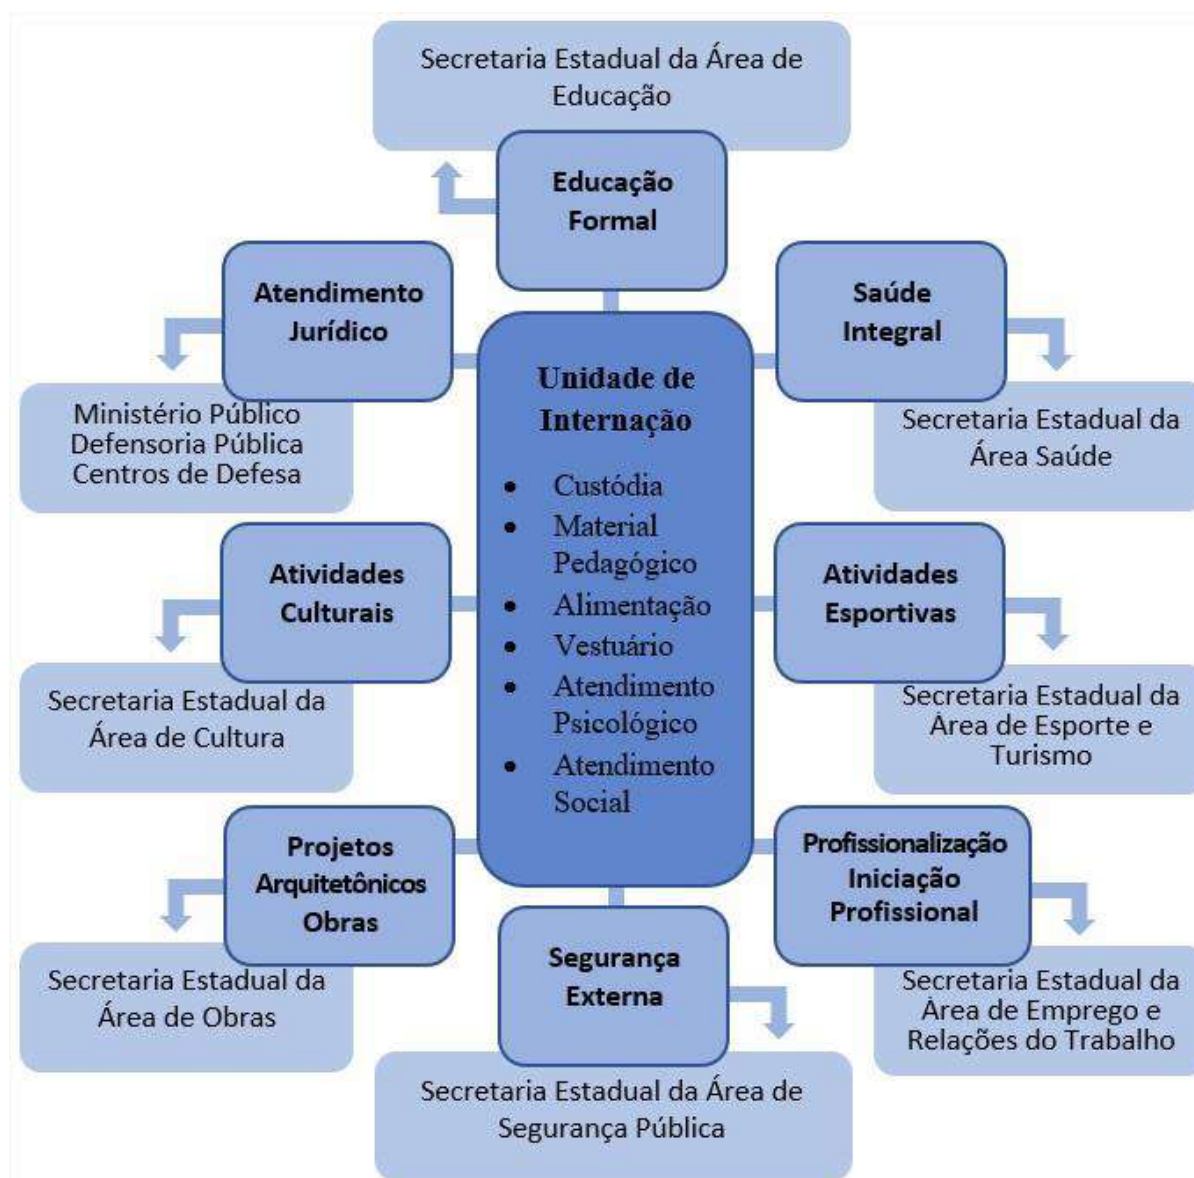 Secretaria Estadual da Área de
Educação
Educação
Formal
Atendimento
Jurídico
Ministério Público
Defensoria Pública
Centros de Defesa
Saúde
Integral
Secretaria Estadual da
Área Saúde
Unidade de
Internação
• Custódia
• Material
Pedagógico
• Alimentação
• Vestuário
• Atendimento
Psicológico
• Atendimento
Social
Atividades
Culturais
Secretaria Estadual da
Área de Cultura
Atividades
Esportivas
Secretaria Estadual da
Área de Esporte e
Turismo
Projetos
Arquitetônicos
Obras
Secretaria Estadual da
Área de Obras
Profissionalização
Iniciação
Profissional
Secretaria Estadual da
Área de Emprego e
Relações do Trabalho
Segurança
Externa
Secretaria Estadual da Área de
Segurança Pública